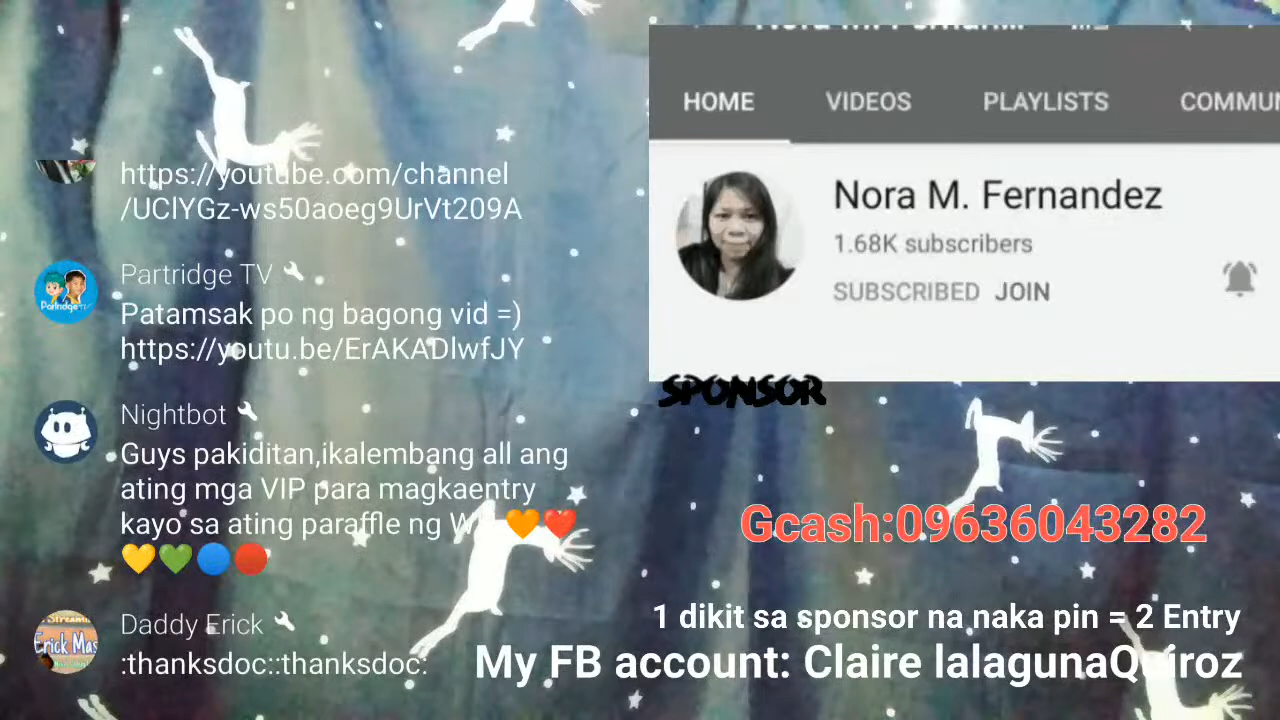 https://youtube.com/channel
/UClYGz-ws50aoeg9UrVt209A
Partridge TV
Patamsak po ng bagong vid =)
https://youtu.be/ErAKADlwfJY
Nightbot
Guys pakiditan,ikalembang all ang
ating mga VIP para magkaentry
kayo sa ating paraffle ng 🧡❤️
💛💚🔵🔴
Daddy Erick
:thanksdoc::thanksdoc:
HOME VIDEOS PLAYLISTS COMMUN
Nora M. Fernandez
1.68K subscribers
SUBSCRIBED JOIN
SPONSOR
Gcash:09636043282
1 dikit sa sponsor na naka pin = 2 Entry
My FB account: Claire lalagunaQuiroz